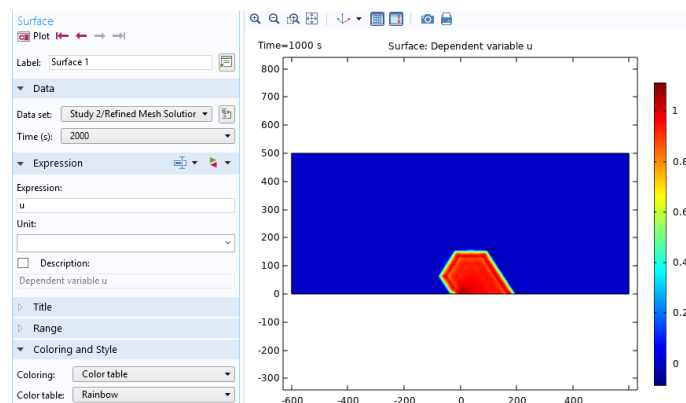 Surface
Plot
Label: Surface 1
Data
Data set: Study 2/Refined Mesh Solutior
Time (s): 2000
Expression
Expression:
u
Unit:
Description:
Dependent variable u
Title
Range
Coloring and Style
Coloring: Color table
Color table: Rainbow
Time=1000 s Surface: Dependent variable u
800
700
600
500
400
300
200
100
0
-100
-200
-300
-600 -400 -200 0 200 400
1
0.8
0.6
0.4
0.2
0